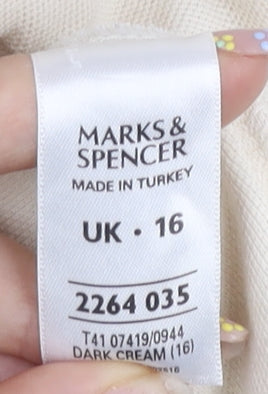 MARKS &
SPENCER
MADE IN TURKEY
UK • 16
2264 035
T41 07419/0944
DARK CREAM (16)